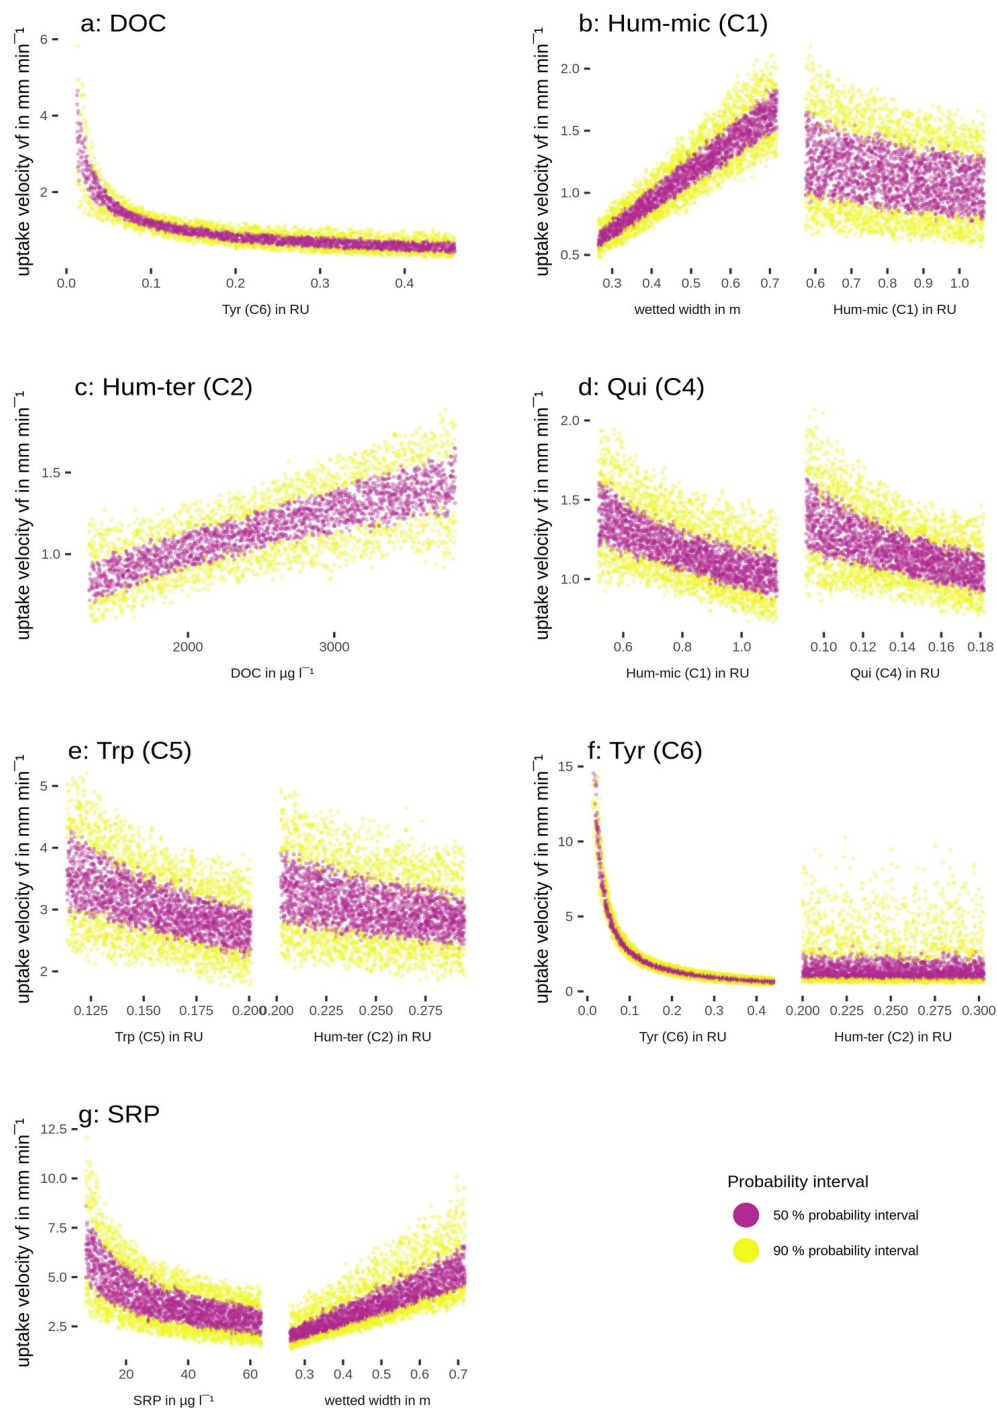 a: DOC
uptake velocity vf in mm min⁻¹
6
4
2
0.0 0.1 0.2 0.3 0.4
Tyr (C6) in RU
b: Hum-mic (C1)
uptake velocity vf in mm min⁻¹
2.0
1.5
1.0
0.5
0.3 0.4 0.5 0.6 0.7 0.6 0.7 0.8 0.9 1.0
wetted width in m Hum-mic (C1) in RU
c: Hum-ter (C2)
uptake velocity vf in mm min⁻¹
1.5
1.0
2000 3000
DOC in µg l⁻¹
d: Qui (C4)
uptake velocity vf in mm min⁻¹
2.0
1.5
1.0
0.6 0.8 1.0 0.10 0.12 0.14 0.16 0.18
Hum-mic (C1) in RU Qui (C4) in RU
e: Trp (C5)
uptake velocity vf in mm min⁻¹
5
4
3
2
0.125 0.150 0.175 0.200 0.200 0.225 0.250 0.275
Trp (C5) in RU Hum-ter (C2) in RU
f: Tyr (C6)
uptake velocity vf in mm min⁻¹
15
10
5
0
0.0 0.1 0.2 0.3 0.4 0.200 0.225 0.250 0.275 0.300
Tyr (C6) in RU Hum-ter (C2) in RU
g: SRP
uptake velocity vf in mm min⁻¹
12.5
10.0
7.5
5.0
2.5
20 40 60 0.3 0.4 0.5 0.6 0.7
SRP in µg l⁻¹ wetted width in m
Probability interval
50 % probability interval
90 % probability interval